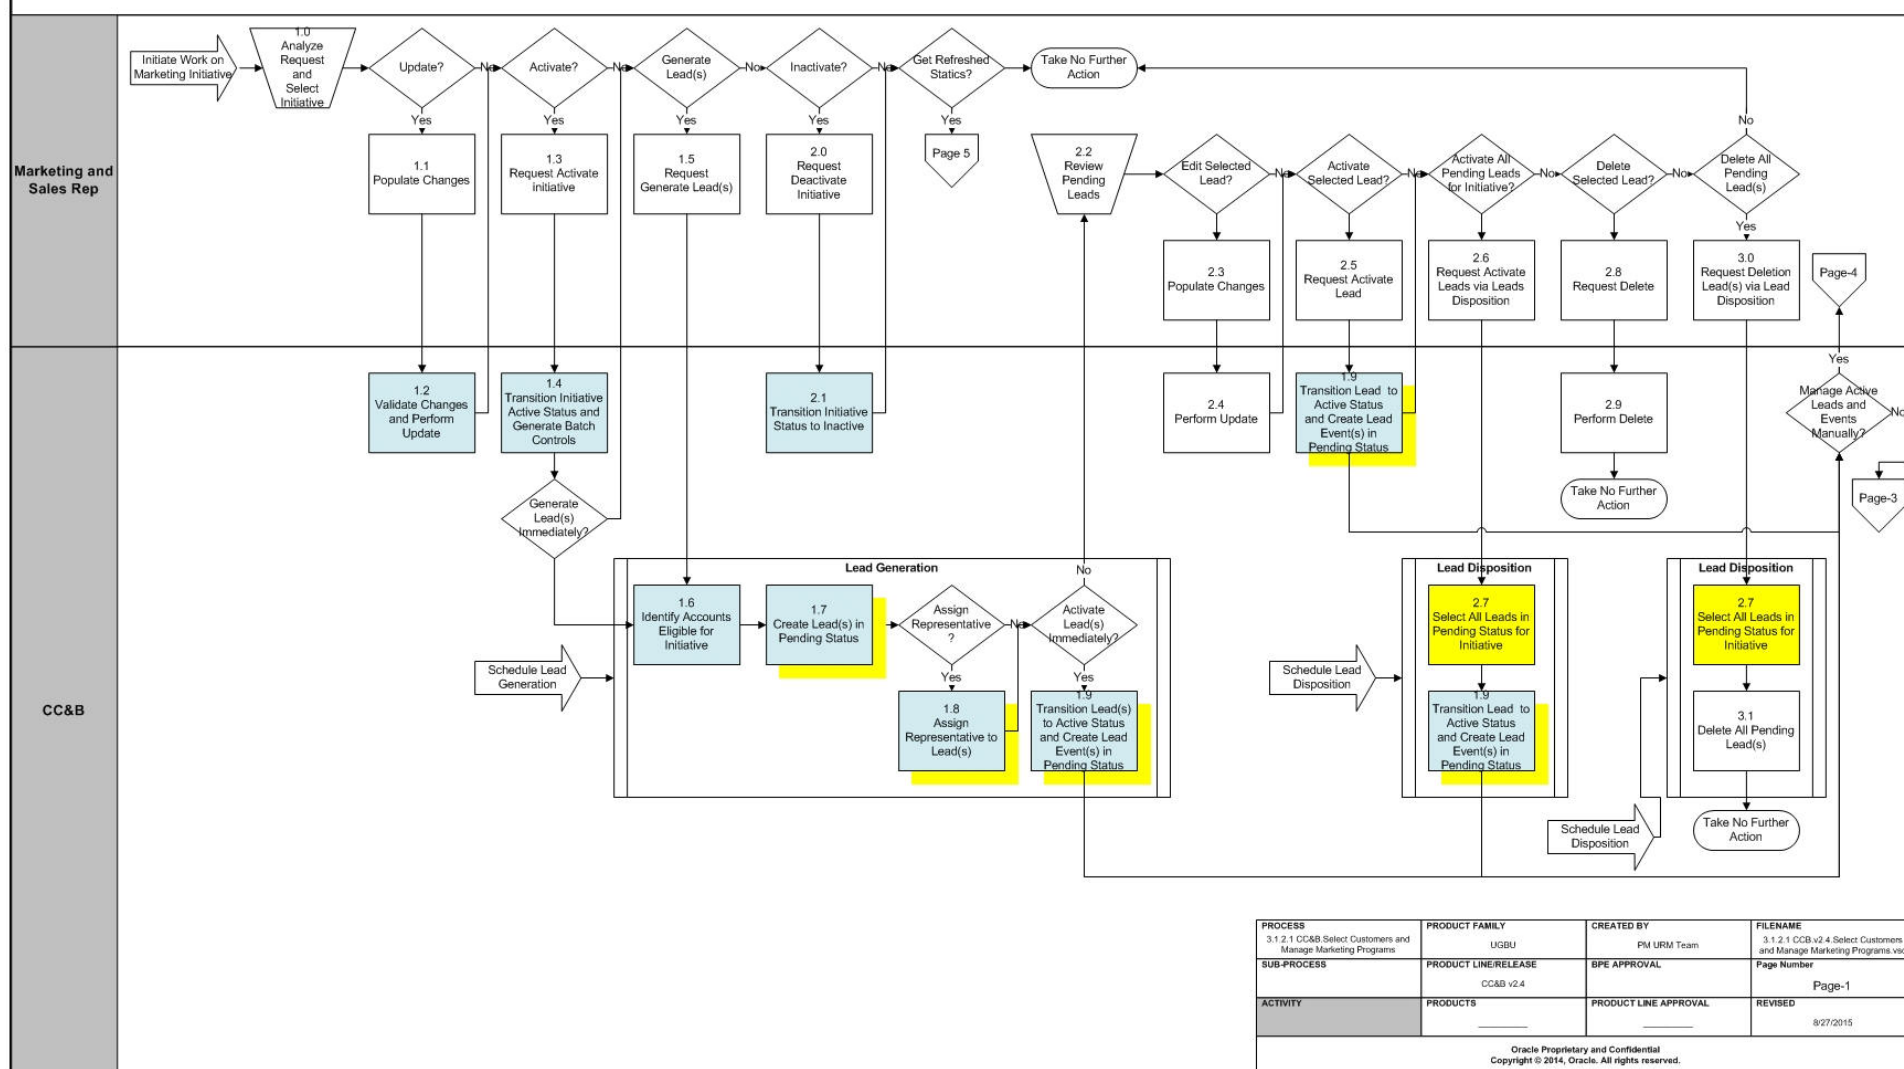 Marketing and
Sales Rep
Initiate Work on
Marketing Initiative
1.0
Analyze
Request
and
Select
Initiative
Update?
No
Activate?
No
Generate
Lead(s)
No
Inactivate?
No
Get Refreshed
Statics?
Take No Further
Action
Yes
Yes
Yes
Yes
Yes
1.1
Populate Changes
1.3
Request Activate
initiative
1.5
Request
Generate Lead(s)
2.0
Request
Deactivate
Initiative
Page 5
2.2
Review
Pending
Leads
Edit Selected
Lead?
No
Activate
Selected Lead?
No
Activate All
Pending Leads
for Initiative?
No
Delete
Selected Lead?
No
No
Delete All
Pending
Lead(s)
Yes
2.3
Populate Changes
2.5
Request Activate
Lead
2.6
Request Activate
Leads via Leads
Disposition
2.8
Request Delete
3.0
Request Deletion
Lead(s) via Lead
Disposition
Page-4
CC&B
1.2
Validate Changes
and Perform
Update
1.4
Transition Initiative
Active Status and
Generate Batch
Controls
2.1
Transition Initiative
Status to Inactive
2.4
Perform Update
1.9
Transition Lead to
Active Status
and Create Lead
Event(s) in
Pending Status
2.9
Perform Delete
Yes
Manage Active
Leads and
Events
Manually?
No
Generate
Lead(s)
Immediately?
Take No Further
Action
Page-3
Lead Generation
No
1.6
Identify Accounts
Eligible for
Initiative
1.7
Create Lead(s) in
Pending Status
Assign
Representative
?
No
Activate
Lead(s)
Immediately?
Schedule Lead
Generation
Yes
Yes
1.8
Assign
Representative to
Lead(s)
1.9
Transition Lead(s)
to Active Status
and Create Lead
Event(s) in
Pending Status
Schedule Lead
Disposition
Lead Disposition
2.7
Select All Leads in
Pending Status for
Initiative
1.9
Transition Lead to
Active Status
and Create Lead
Event(s) in
Pending Status
Lead Disposition
2.7
Select All Leads in
Pending Status for
Initiative
3.1
Delete All Pending
Lead(s)
Schedule Lead
Disposition
Take No Further
Action
PROCESS
3.1.2.1 CC&B.Select Customers and
Manage Marketing Programs
PRODUCT FAMILY
UGBU
CREATED BY
PM URM Team
FILENAME
3.1.2.1 CCB.v2.4.Select Customers
and Manage Marketing Programs.vsd
SUB-PROCESS
PRODUCT LINE/RELEASE
CC&B v2.4
BPE APPROVAL
Page Number
Page-1
ACTIVITY
PRODUCTS
PRODUCT LINE APPROVAL
REVISED
8/27/2015
Oracle Proprietary and Confidential
Copyright © 2014, Oracle. All rights reserved.